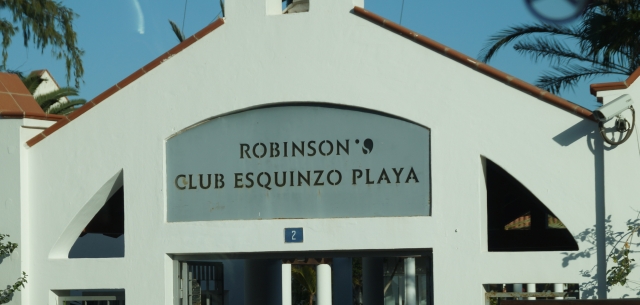 ROBINSON
CLUB ESQUINZO PLAYA
2